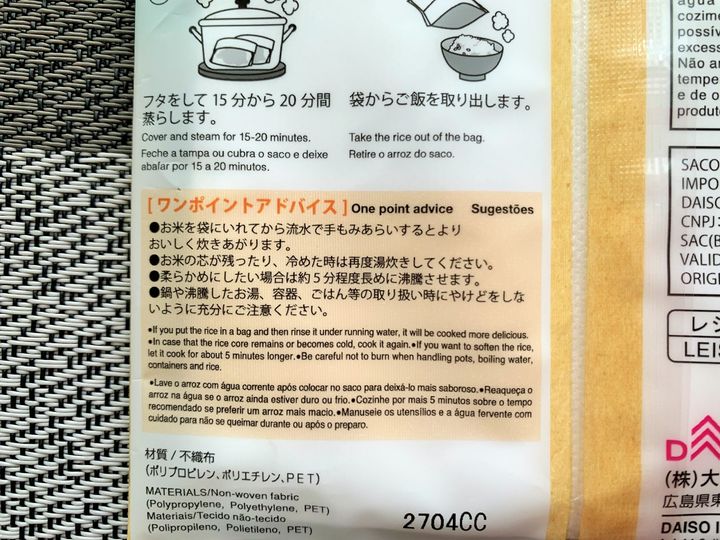 フタをして15分から20分間
蒸らします。
Cover and steam for 15-20 minutes.
Feche a tampa ou cubra o saco e deixe
abafar por 15 a 20 minutos.
袋からご飯を取り出します。
Take the rice out of the bag.
Retire o arroz do saco.
[ワンポイントアドバイス] One point advice Sugestões
●お米を袋にいれてから流水で手もみあらいするとより
おいしく炊きあがります。
●お米の芯が残ったり、冷めた時は再度湯炊きしてください。
●柔らかめにしたい場合は約5分程度長めに沸騰させます。
●鍋や沸騰したお湯、容器、ごはん等の取り扱い時にやけどをしな
いように充分にご注意ください。
●If you put the rice in a bag and then rinse it under running water, it will be cooked more delicious.
●In case that the rice core remains or becomes cold, cook it again.●If you want to soften the rice,
let it cook for about 5 minutes longer.●Be careful not to burn when handling pots, boiling water,
containers and rice.
●Lave o arroz com água corrente após colocar no saco para deixá-lo mais saboroso.●Reaqueça o
arroz na água se o arroz ainda estiver duro ou frio.●Cozinhe por mais 5 minutos sobre o tempo
recomendado se preferir um arroz mais macio.●Manuseie os utensílios e a água fervente com
cuidado para não se queimar durante ou após o preparo.
材質/不織布
(ポリプロピレン、ポリエチレン、PET)
MATERIALS/Non-woven fabric
(Polypropylene, Polyethylene, PET)
Materiais/Tecido não-tecido
(Polipropileno, Polietileno, PET)
2704CC
água
cozime
possív
excess
Não ar
tempe
e de o
produt
SACO
IMPO
DAISO
CNPJ:
SAC(B
VALID
ORIG
レジ
LEIS
D
(株)大
広島県東
DAISO I